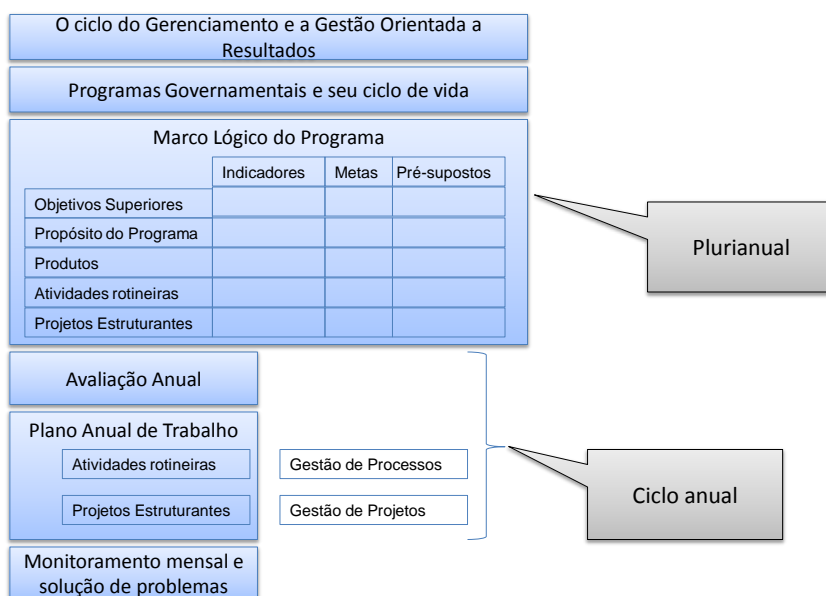 O ciclo do Gerenciamento e a Gestão Orientada a
Resultados
Programas Governamentais e seu ciclo de vida
Marco Lógico do Programa
Indicadores Metas Pré-supostos
Objetivos Superiores
Propósito do Programa
Produtos
Atividades rotineiras
Projetos Estruturantes
Plurianual
Avaliação Anual
Plano Anual de Trabalho
Atividades rotineiras Gestão de Processos
Projetos Estruturantes Gestão de Projetos
Ciclo anual
Monitoramento mensal e
solução de problemas